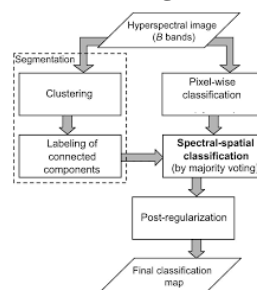 Hyperspectral image
(B bands)
Segmentation
Clustering
Pixel-wise
classification
Labeling of
connected
components
Spectral-spatial
classification
(by majority voting)
Post-regularization
Final classification
map